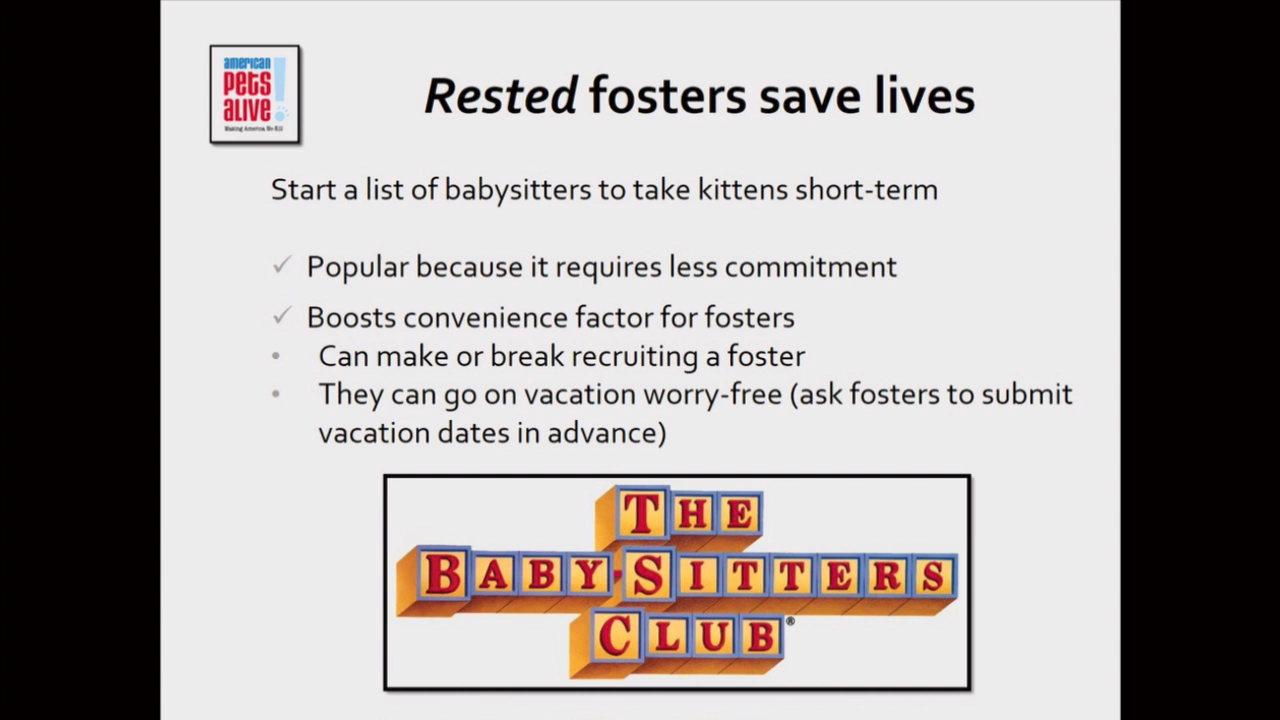 american
pets
alive!
Making America No Kill
Rested fosters save lives
Start a list of babysitters to take kittens short-term
✓ Popular because it requires less commitment
✓ Boosts convenience factor for fosters
• Can make or break recruiting a foster
• They can go on vacation worry-free (ask fosters to submit
vacation dates in advance)
THE
BABY-SITTERS
CLUB®